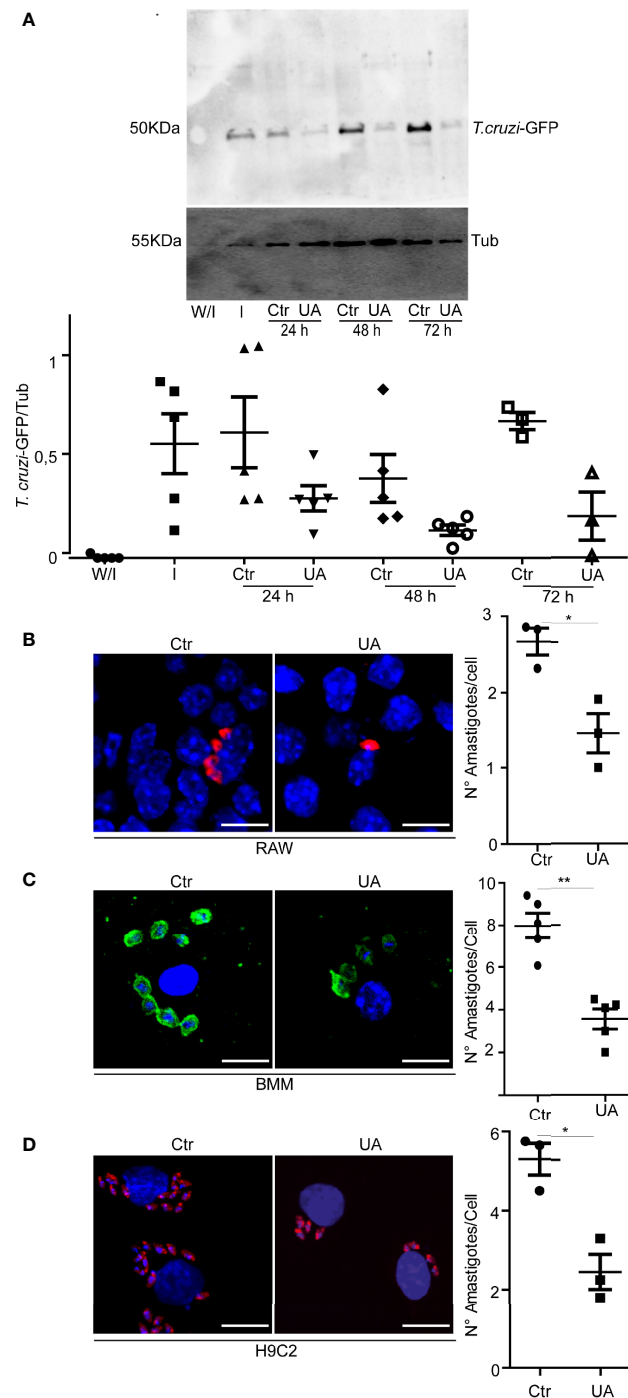 A
50KDa
T.cruzi-GFP
55KDa
Tub
W/I I Ctr UA Ctr UA Ctr UA
24 h 48 h 72 h
T. cruzi-GFP/Tub
1
0,5
0
W/I I Ctr UA Ctr UA Ctr UA
24 h 48 h 72 h
B
Ctr UA
RAW
N° Amastigotes/cell
3
2
1
0
*
Ctr UA
C
Ctr UA
BMM
N° Amastigotes/Cell
10
8
6
4
2
**
Ctr UA
D
Ctr UA
H9C2
N° Amastigotes/Cell
6
4
2
0
*
Ctr UA